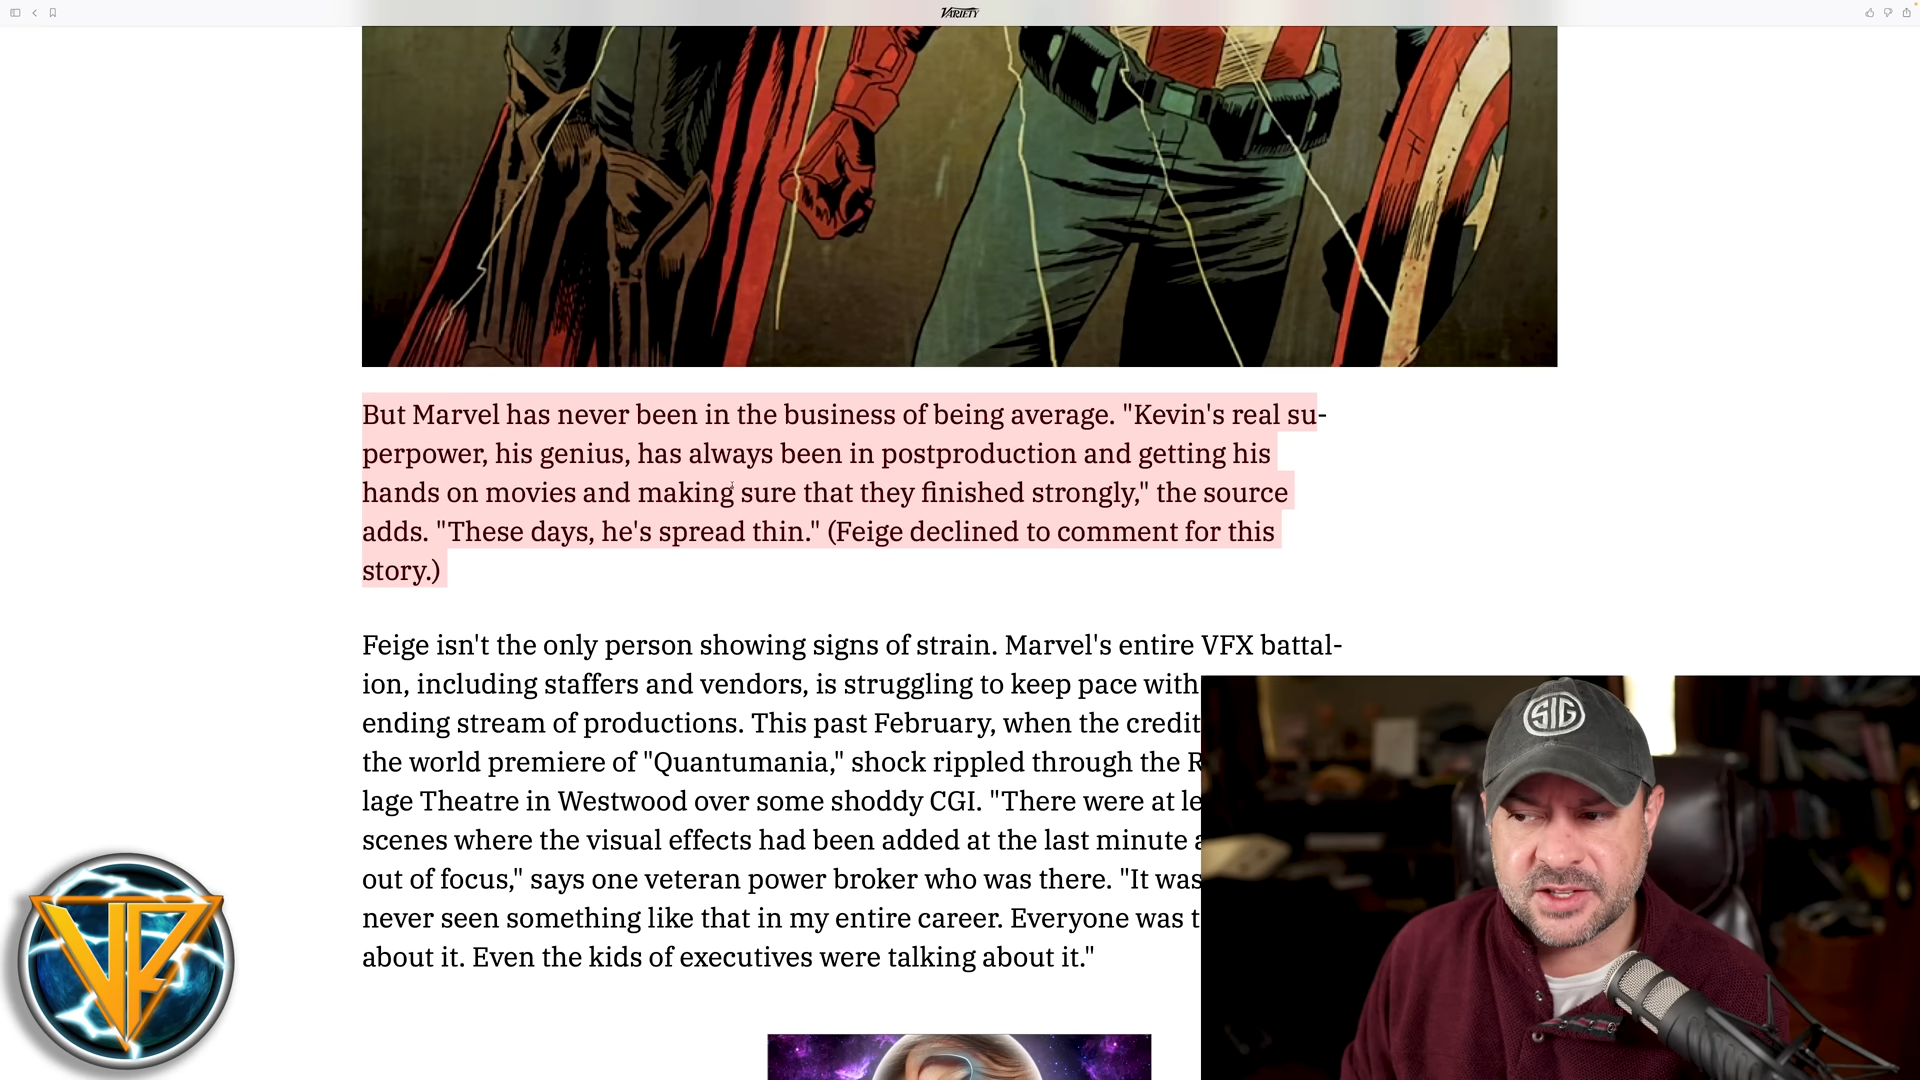 VARIETY
But Marvel has never been in the business of being average. "Kevin's real su-
perpower, his genius, has always been in postproduction and getting his
hands on movies and making sure that they finished strongly," the source
adds. "These days, he's spread thin." (Feige declined to comment for this
story.)
Feige isn't the only person showing signs of strain. Marvel's entire VFX battal-
ion, including staffers and vendors, is struggling to keep pace with
ending stream of productions. This past February, when the credit
the world premiere of "Quantumania," shock rippled through the R
lage Theatre in Westwood over some shoddy CGI. "There were at le
scenes where the visual effects had been added at the last minute a
out of focus," says one veteran power broker who was there. "It was
never seen something like that in my entire career. Everyone was t
about it. Even the kids of executives were talking about it."
SIG
VF